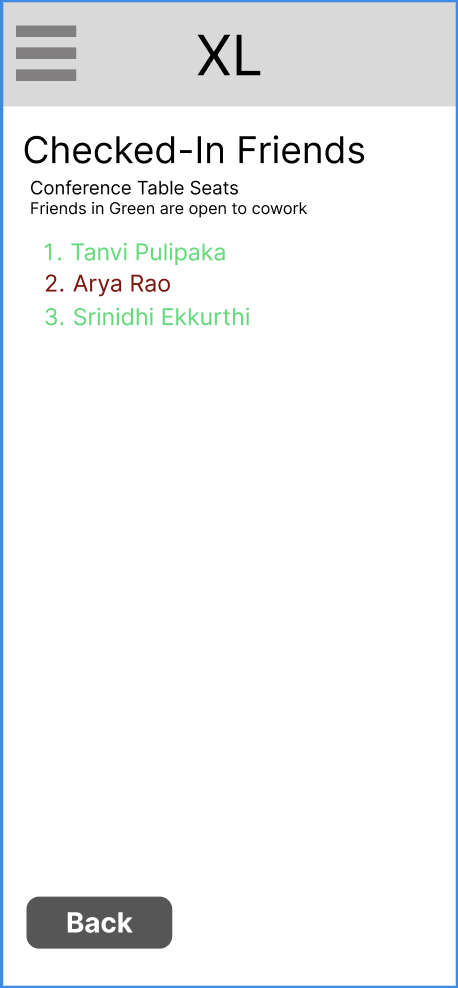 XL
Checked-In Friends
Conference Table Seats
Friends in Green are open to cowork
1. Tanvi Pulipaka
2. Arya Rao
3. Srinidhi Ekkurthi
Back